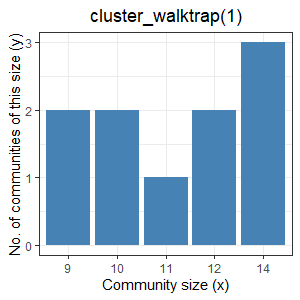 cluster_walktrap(1)
No. of communities of this size (y)
3
2
1
0
9 10 11 12 14
Community size (x)